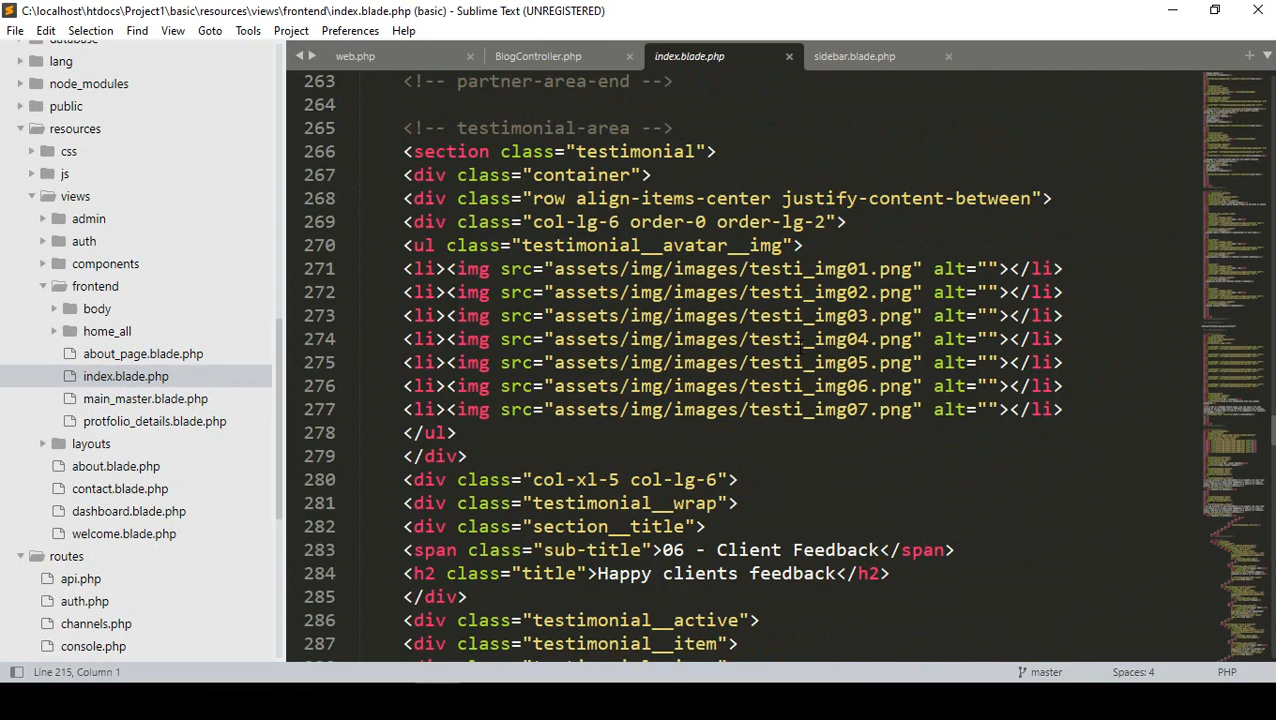 C:\localhost\htdocs\Project1\basic\resources\views\frontend\index.blade.php (basic) - Sublime Text (UNREGISTERED)
File Edit Selection Find View Goto Tools Project Preferences Help
database
lang
node_modules
public
resources
css
js
views
admin
auth
components
frontend
body
home_all
about_page.blade.php
index.blade.php
main_master.blade.php
protfolio_details.blade.php
layouts
about.blade.php
contact.blade.php
dashboard.blade.php
welcome.blade.php
routes
api.php
auth.php
channels.php
console.php
web.php BlogController.php index.blade.php sidebar.blade.php
263 <!-- partner-area-end -->
264
265 <!-- testimonial-area -->
266 <section class="testimonial">
267 <div class="container">
268 <div class="row align-items-center justify-content-between">
269 <div class="col-lg-6 order-0 order-lg-2">
270 <ul class="testimonial__avatar__img">
271 <li><img src="assets/img/images/testi_img01.png" alt=""></li>
272 <li><img src="assets/img/images/testi_img02.png" alt=""></li>
273 <li><img src="assets/img/images/testi_img03.png" alt=""></li>
274 <li><img src="assets/img/images/testi_img04.png" alt=""></li>
275 <li><img src="assets/img/images/testi_img05.png" alt=""></li>
276 <li><img src="assets/img/images/testi_img06.png" alt=""></li>
277 <li><img src="assets/img/images/testi_img07.png" alt=""></li>
278 </ul>
279 </div>
280 <div class="col-xl-5 col-lg-6">
281 <div class="testimonial__wrap">
282 <div class="section__title">
283 <span class="sub-title">06 - Client Feedback</span>
284 <h2 class="title">Happy clients feedback</h2>
285 </div>
286 <div class="testimonial__active">
287 <div class="testimonial__item">
Line 215, Column 1 master Spaces: 4 PHP